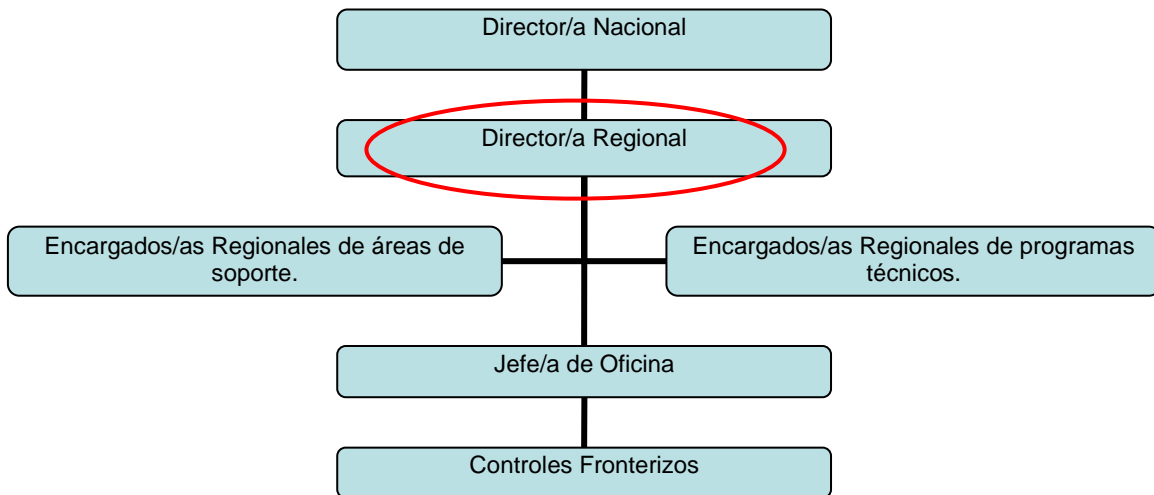 Director/a Nacional
Director/a Regional
Encargados/as Regionales de áreas de
soporte.
Encargados/as Regionales de programas
técnicos.
Jefe/a de Oficina
Controles Fronterizos